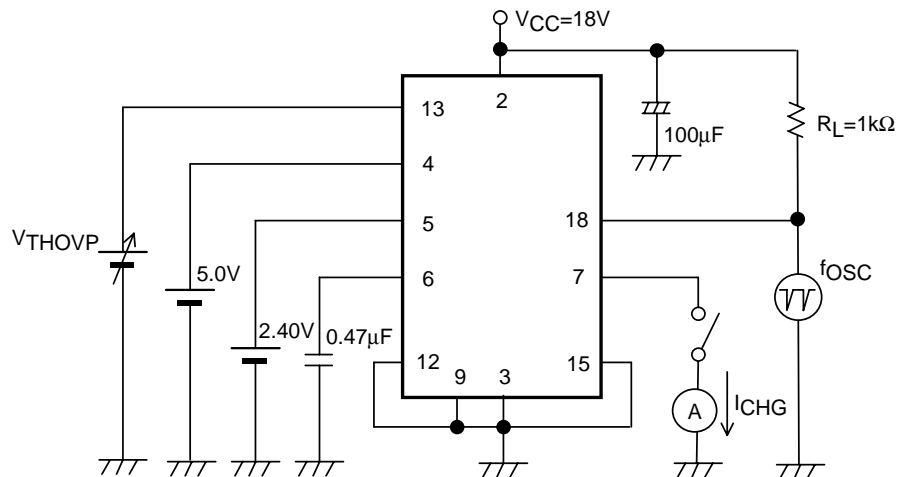 VCC=18V
13
2
100μF
RL=1kΩ
4
5
18
VTHOVP
5.0V
6
7
fOSC
2.40V
0.47μF
12
9
3
15
A
ICHG